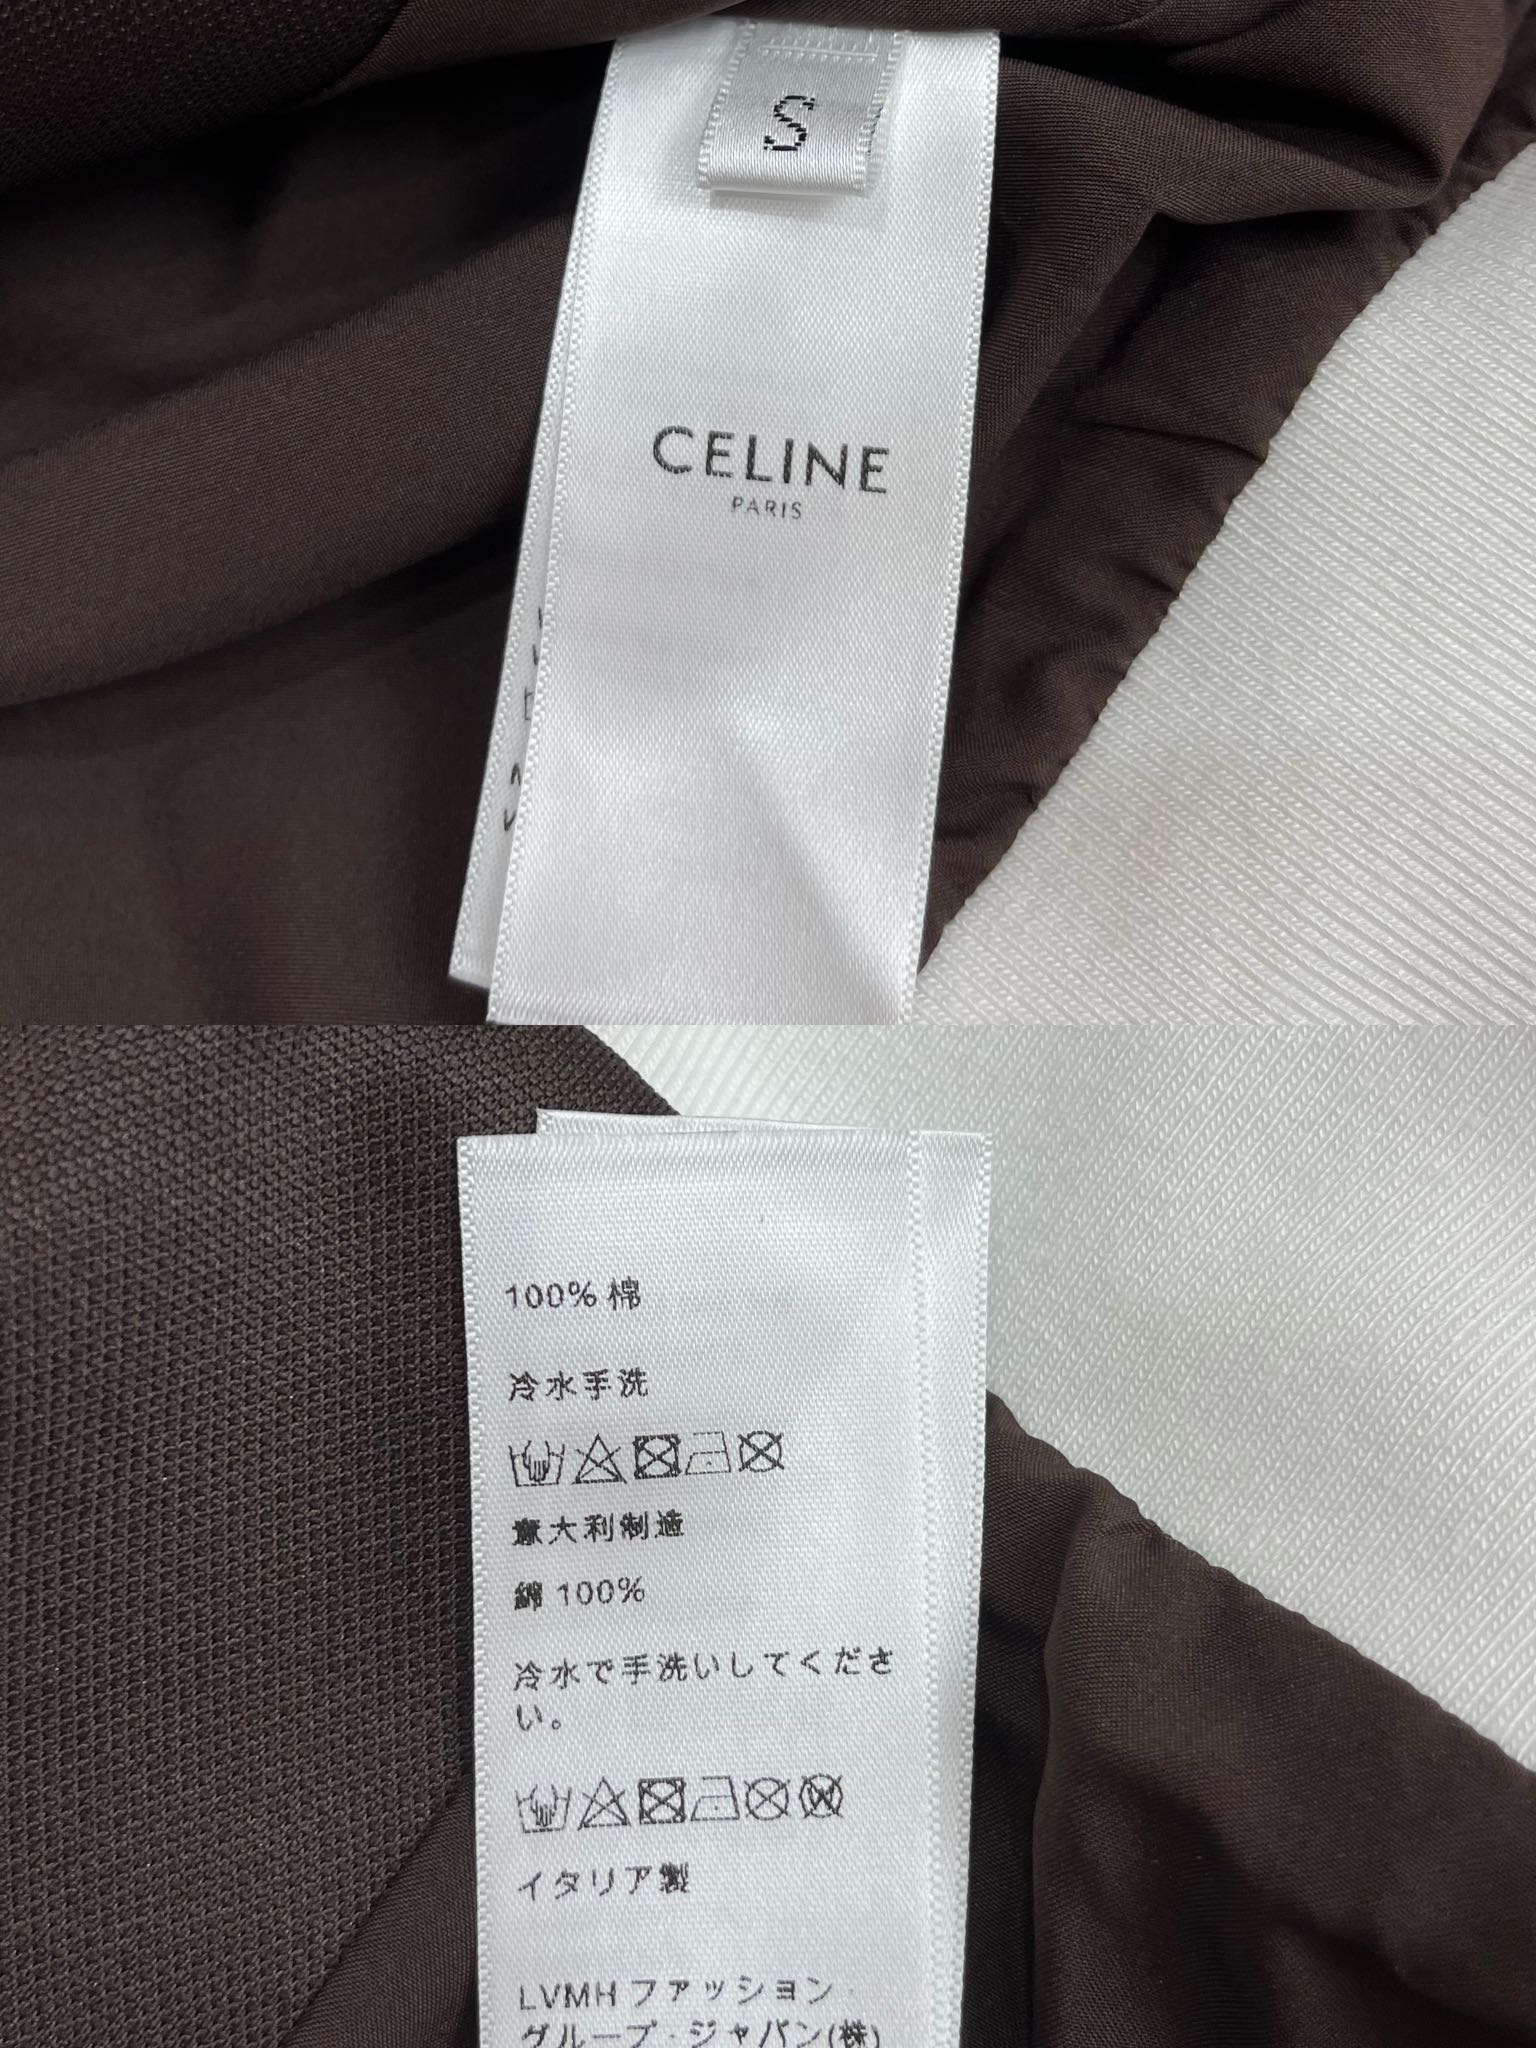 S
CELINE
PARIS
100% 棉
冷水手洗
意大利制造
綿 100%
冷水で手洗いしてくださ
い。
イタリア製
LVMH ファッション・
グループ・ジャパン(株)